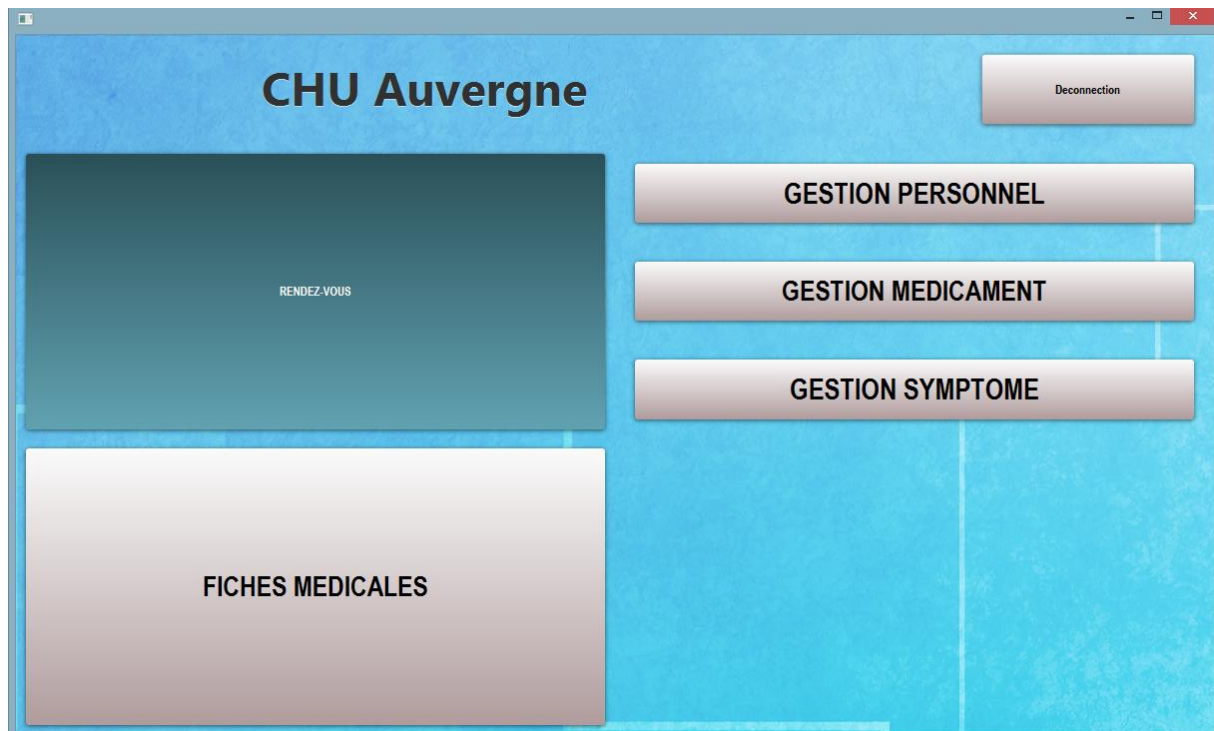 CHU Auvergne
Deconnection
RENDEZ-VOUS
GESTION PERSONNEL
GESTION MEDICAMENT
GESTION SYMPTOME
FICHES MEDICALES